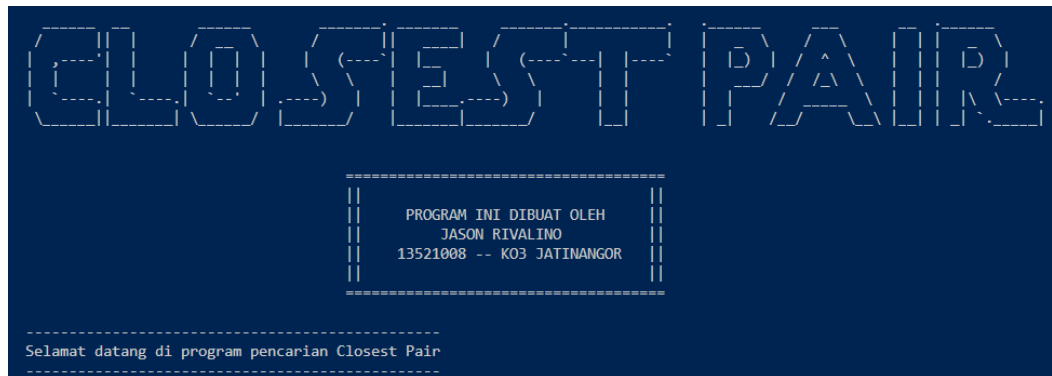 CLOSEST PAIR
PROGRAM INI DIBUAT OLEH
JASON RIVALINO
13521008 -- KO3 JATINANGOR
Selamat datang di program pencarian Closest Pair